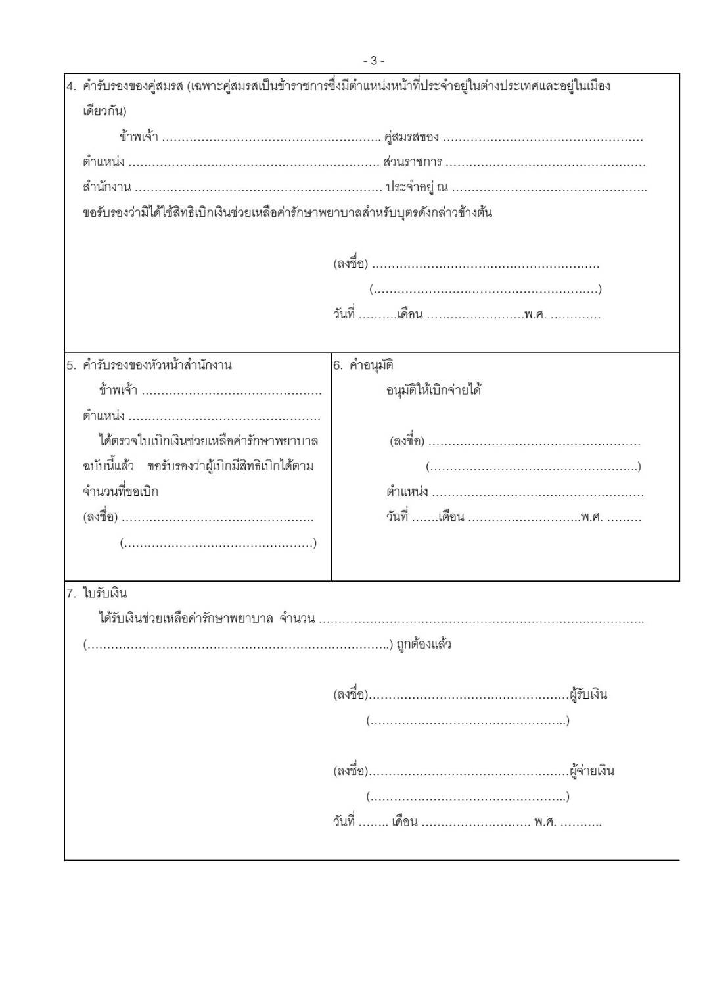 - 3 -
4. คำรับรองของคู่สมรส (เฉพาะคู่สมรสเป็นข้าราชการซึ่งมีตำแหน่งหน้าที่ประจำอยู่ในต่างประเทศและอยู่ในเมือง
เดียวกัน)
ข้าพเจ้า ……………………………………………….. คู่สมรสของ ……………………………………………
ตำแหน่ง ………………………………………………………. ส่วนราชการ ……………………………………………
สำนักงาน ……………………………………………………… ประจำอยู่ ณ …………………………………………..
ขอรับรองว่ามิได้ใช้สิทธิเบิกเงินช่วยเหลือค่ารักษาพยาบาลสำหรับบุตรดังกล่าวข้างต้น
(ลงชื่อ) ………………………………………………….
(…………………………………………………)
วันที่ ……….เดือน …………………….พ.ศ. ………….
5. คำรับรองของหัวหน้าสำนักงาน
ข้าพเจ้า ……………………………………….
ตำแหน่ง ………………………………………….
ได้ตรวจใบเบิกเงินช่วยเหลือค่ารักษาพยาบาล
ฉบับนี้แล้ว ขอรับรองว่าผู้เบิกมีสิทธิเบิกได้ตาม
จำนวนที่ขอเบิก
(ลงชื่อ) ………………………………………….
(…………………………………………)
6. คำอนุมัติ
อนุมัติให้เบิกจ่ายได้
(ลงชื่อ) ………………………………………………
(……………………………………………..)
ตำแหน่ง ………………………………………………
วันที่ …….เดือน ………………………..พ.ศ. ………
7. ใบรับเงิน
ได้รับเงินช่วยเหลือค่ารักษาพยาบาล จำนวน ………………………………………………………………………..
(…………………………………………………………………..) ถูกต้องแล้ว
(ลงชื่อ)……………………………………………ผู้รับเงิน
(…………………………………………..)
(ลงชื่อ)……………………………………………ผู้จ่ายเงิน
(…………………………………………..)
วันที่ …….. เดือน ………………………. พ.ศ. ………..